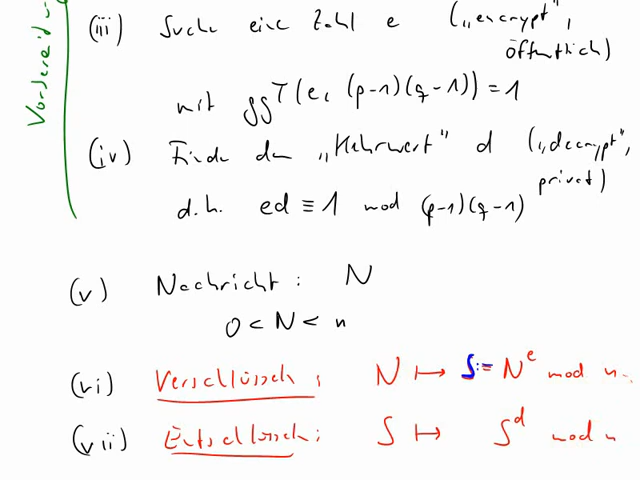 Vorbereitun
(iii) Suche eine Zahl e („encrypt“,
öffentlich)
mit ggT(e, (p-1)(q-1)) = 1
(iv) Finde den „Kehrwert“ d („decrypt“,
privat)
d.h. ed ≡ 1 mod (p-1)(q-1)
(v) Nachricht: N
0 < N < n
(vi) Verschlüsseln: N ↦ S := N^e mod n.
(vii) Entschlüsseln: S ↦ S^d mod n